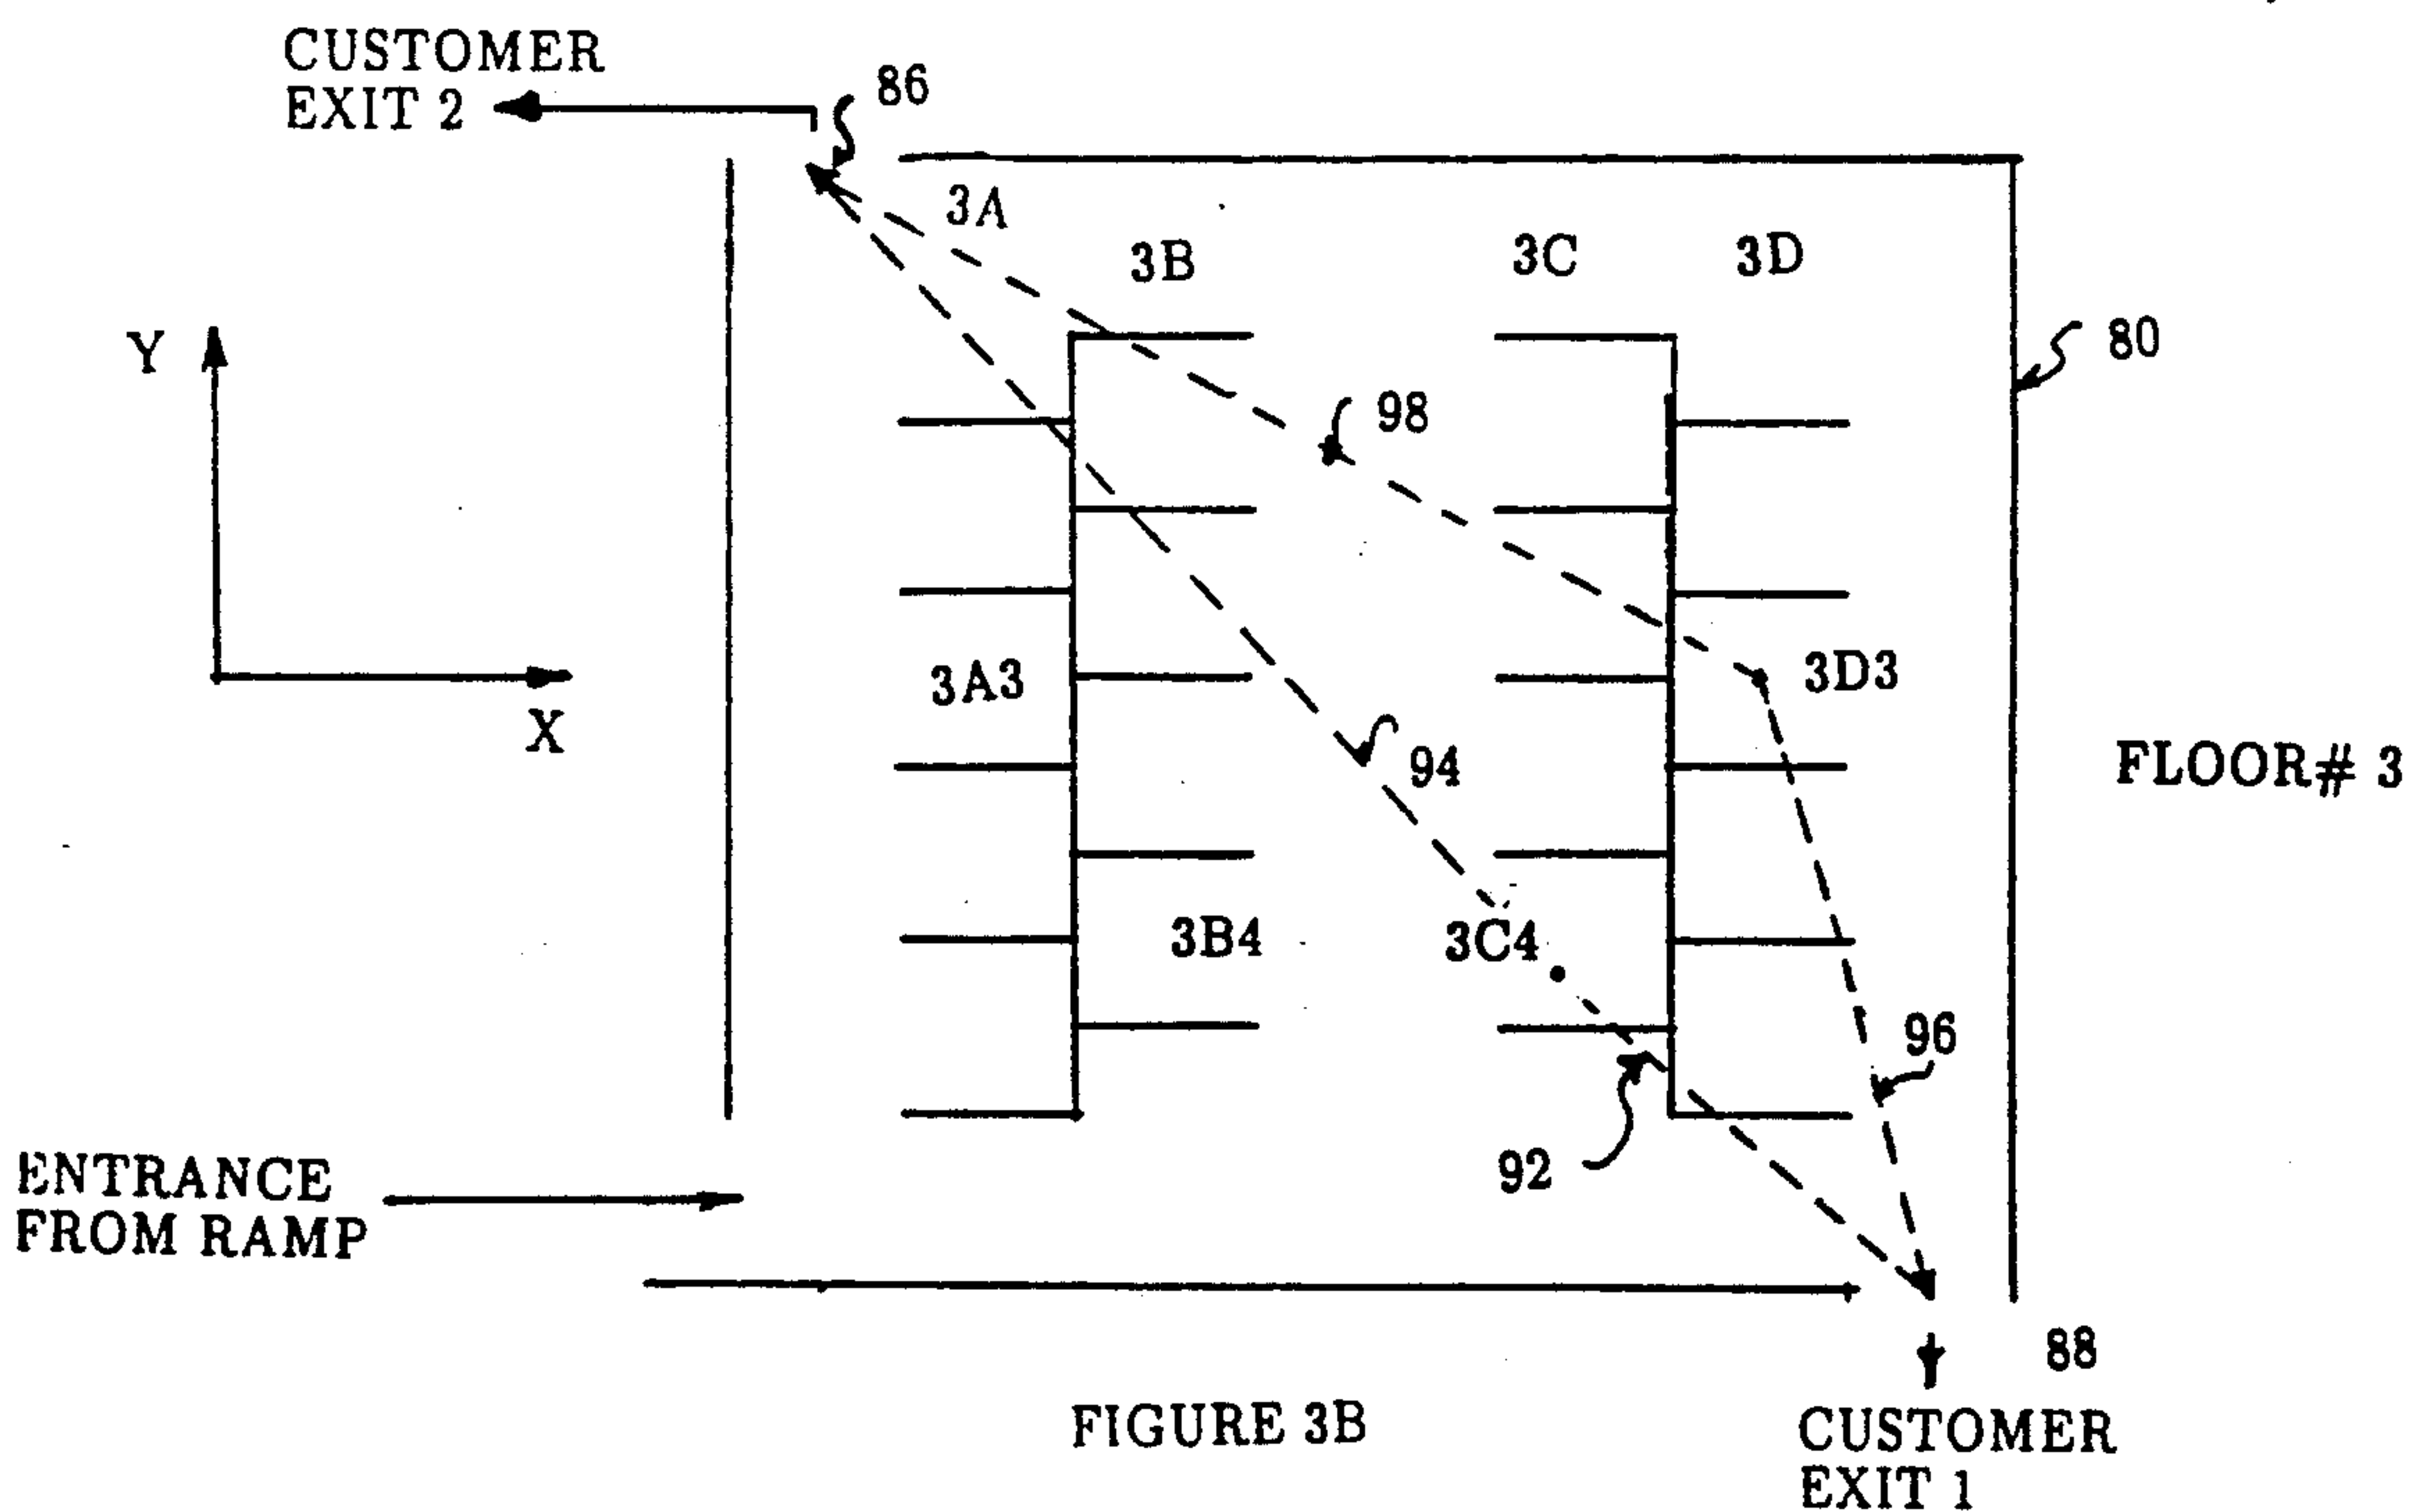 CUSTOMER
EXIT 2
86
3A
3B
3C
3D
Y
80
98
3A3
3D3
X
94
FLOOR# 3
3B4
3C4
96
92
ENTRANCE
FROM RAMP
88
FIGURE 3B
CUSTOMER
EXIT 1